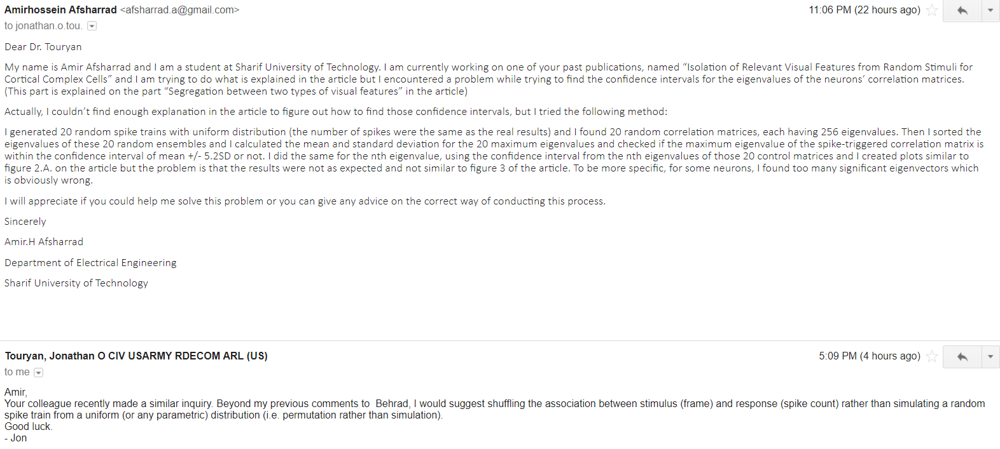 Amirhossein Afsharrad <afsharrad.a@gmail.com>
11:06 PM (22 hours ago)
to jonathan.o.tou.
Dear Dr. Touryan
My name is Amir Afsharrad and I am a student at Sharif University of Technology. I am currently working on one of your past publications, named “Isolation of Relevant Visual Features from Random Stimuli for
Cortical Complex Cells” and I am trying to do what is explained in the article but I encountered a problem while trying to find the confidence intervals for the eigenvalues of the neurons’ correlation matrices.
(This part is explained on the part “Segregation between two types of visual features” in the article)
Actually, I couldn’t find enough explanation in the article to figure out how to find those confidence intervals, but I tried the following method:
I generated 20 random spike trains with uniform distribution (the number of spikes were the same as the real results) and I found 20 random correlation matrices, each having 256 eigenvalues. Then I sorted the
eigenvalues of these 20 random ensembles and I calculated the mean and standard deviation for the 20 maximum eigenvalues and checked if the maximum eigenvalue of the spike-triggered correlation matrix is
within the confidence interval of mean +/- 5.2SD or not. I did the same for the nth eigenvalue, using the confidence interval from the nth eigenvalues of those 20 control matrices and I created plots similar to
figure 2.A. on the article but the problem is that the results were not as expected and not similar to figure 3 of the article. To be more specific, for some neurons, I found too many significant eigenvectors which
is obviously wrong.
I will appreciate if you could help me solve this problem or you can give any advice on the correct way of conducting this process.
Sincerely
Amir.H Afsharrad
Department of Electrical Engineering
Sharif University of Technology
Touryan, Jonathan O CIV USARMY RDECOM ARL (US)
5:09 PM (4 hours ago)
to me
Amir,
Your colleague recently made a similar inquiry. Beyond my previous comments to  Behrad, I would suggest shuffling the association between stimulus (frame) and response (spike count) rather than simulating a random
spike train from a uniform (or any parametric) distribution (i.e. permutation rather than simulation).
Good luck.
- Jon